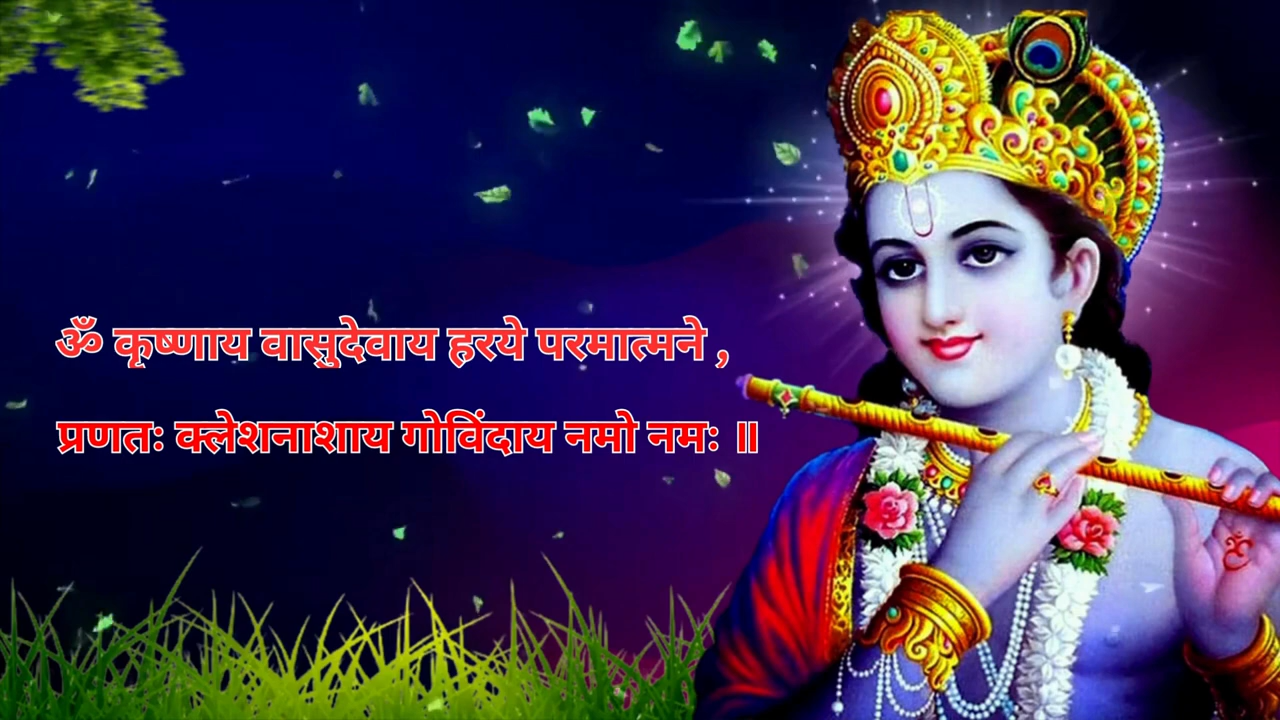 ॐ कृष्णाय वासुदेवाय हरये परमात्मने ,
प्रणतः क्लेशनाशाय गोविंदाय नमो नमः ॥
ॐ